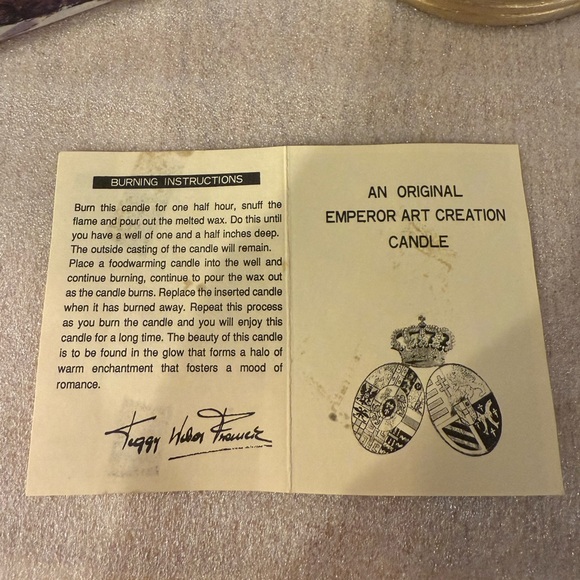 BURNING INSTRUCTIONS
Burn this candle for one half hour, snuff the
flame and pour out the melted wax. Do this until
you have a well of one and a half inches deep.
The outside casting of the candle will remain.
Place a foodwarming candle into the well and
continue burning, continue to pour the wax out
as the candle burns. Replace the inserted candle
when it has burned away. Repeat this process
as you burn the candle and you will enjoy this
candle for a long time. The beauty of this candle
is to be found in the glow that forms a halo of
warm enchantment that fosters a mood of
romance.
Peggy
AN ORIGINAL
EMPEROR ART CREATION
CANDLE